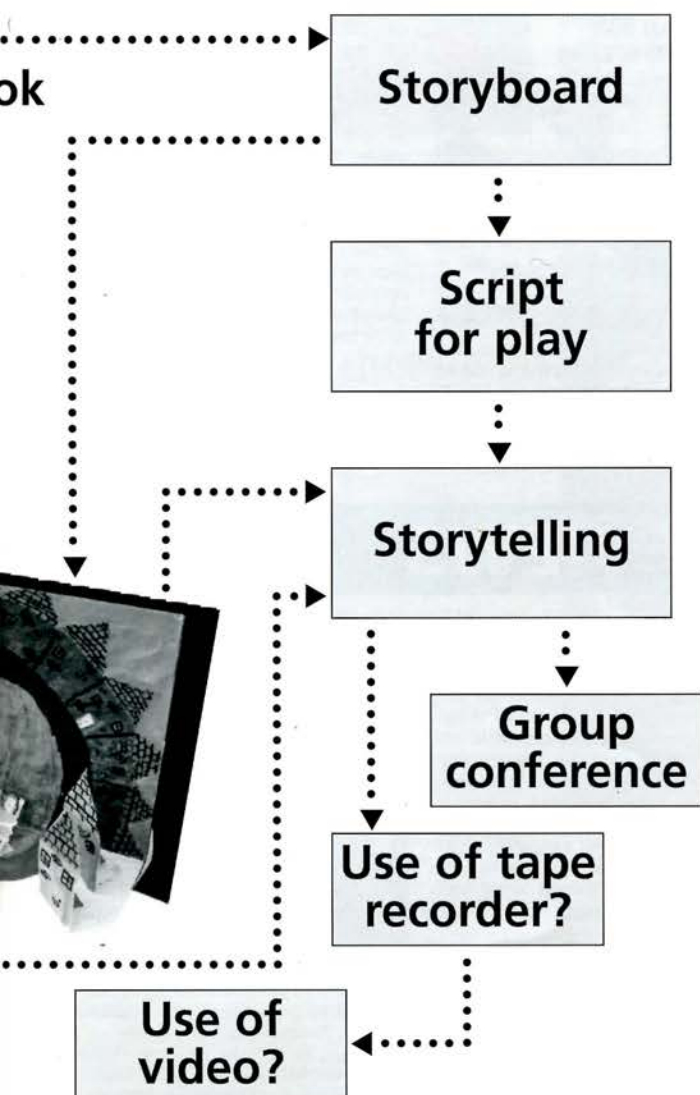 ok
Storyboard
Script
for play
Storytelling
Group
conference
Use of tape
recorder?
Use of
video?